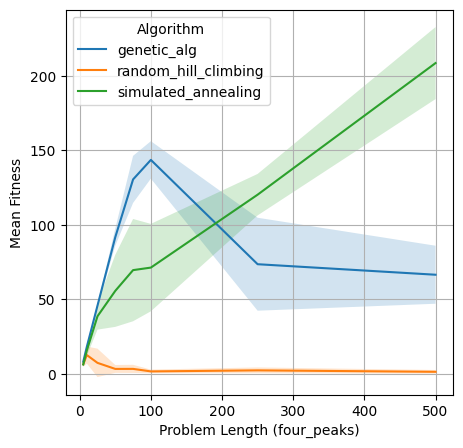 Algorithm
genetic_alg
random_hill_climbing
simulated_annealing
Mean Fitness
200
150
100
50
0
0 100 200 300 400 500
Problem Length (four_peaks)